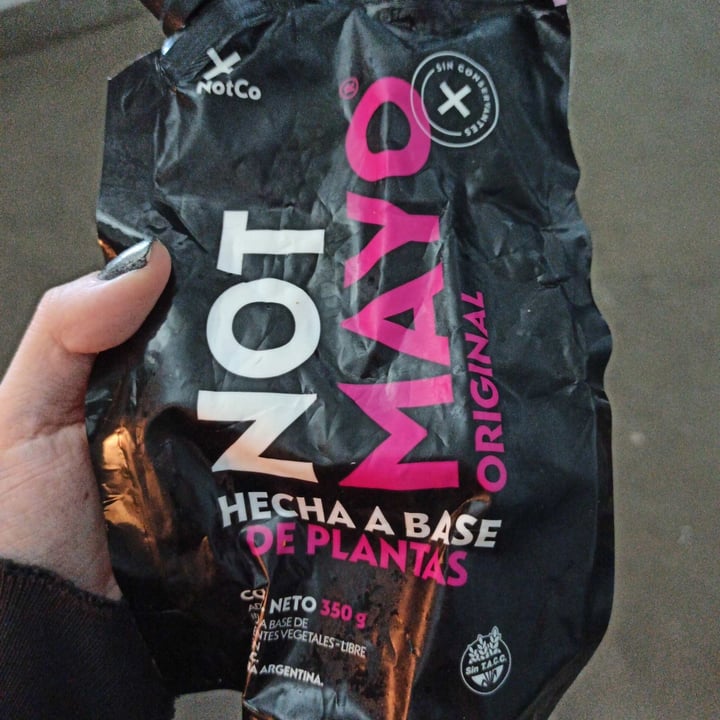 NotCo
SIN CONSERVANTES
NOT
MAYO
ORIGINAL
HECHA A BASE
DE PLANTAS
NETO 350 g
A BASE DE
VEGETALES-LIBRE
ARGENTINA.
Sin T.A.C.C.